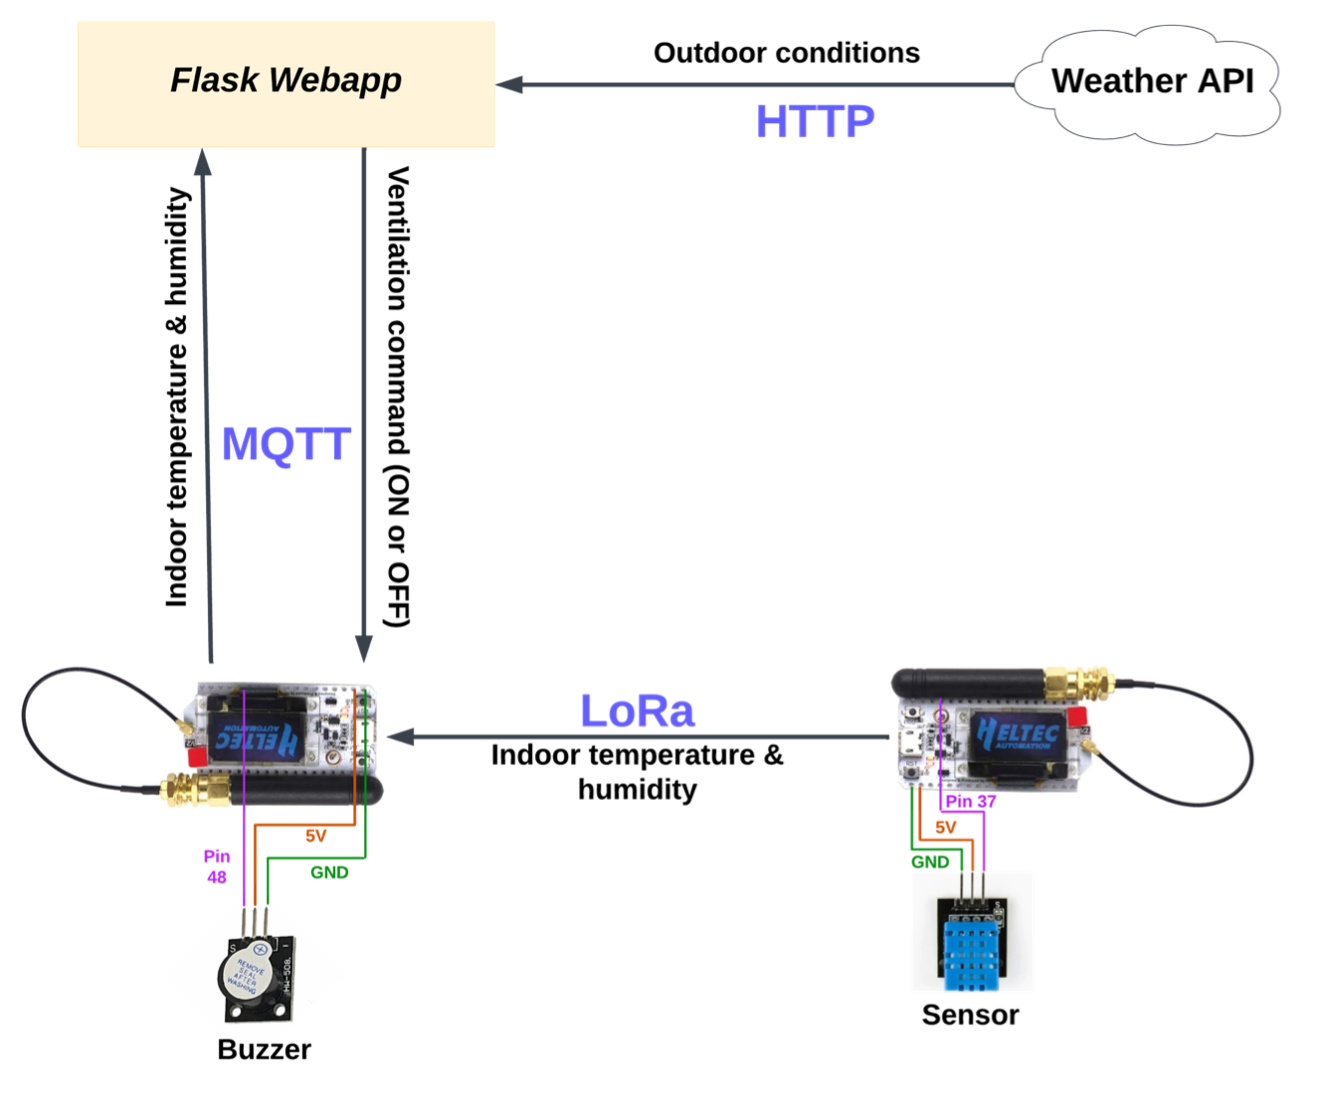 Flask Webapp
Outdoor conditions
HTTP
Weather API
Indoor temperature & humidity
MQTT
Ventilation command (ON or OFF)
HELTEC
AUTOMATION
LoRa
Indoor temperature &
humidity
HELTEC
AUTOMATION
Pin
48
5V
GND
Pin 37
5V
GND
S
REMOVE
SEAL
AFTER
WASHING
HW-508
S
Buzzer
Sensor